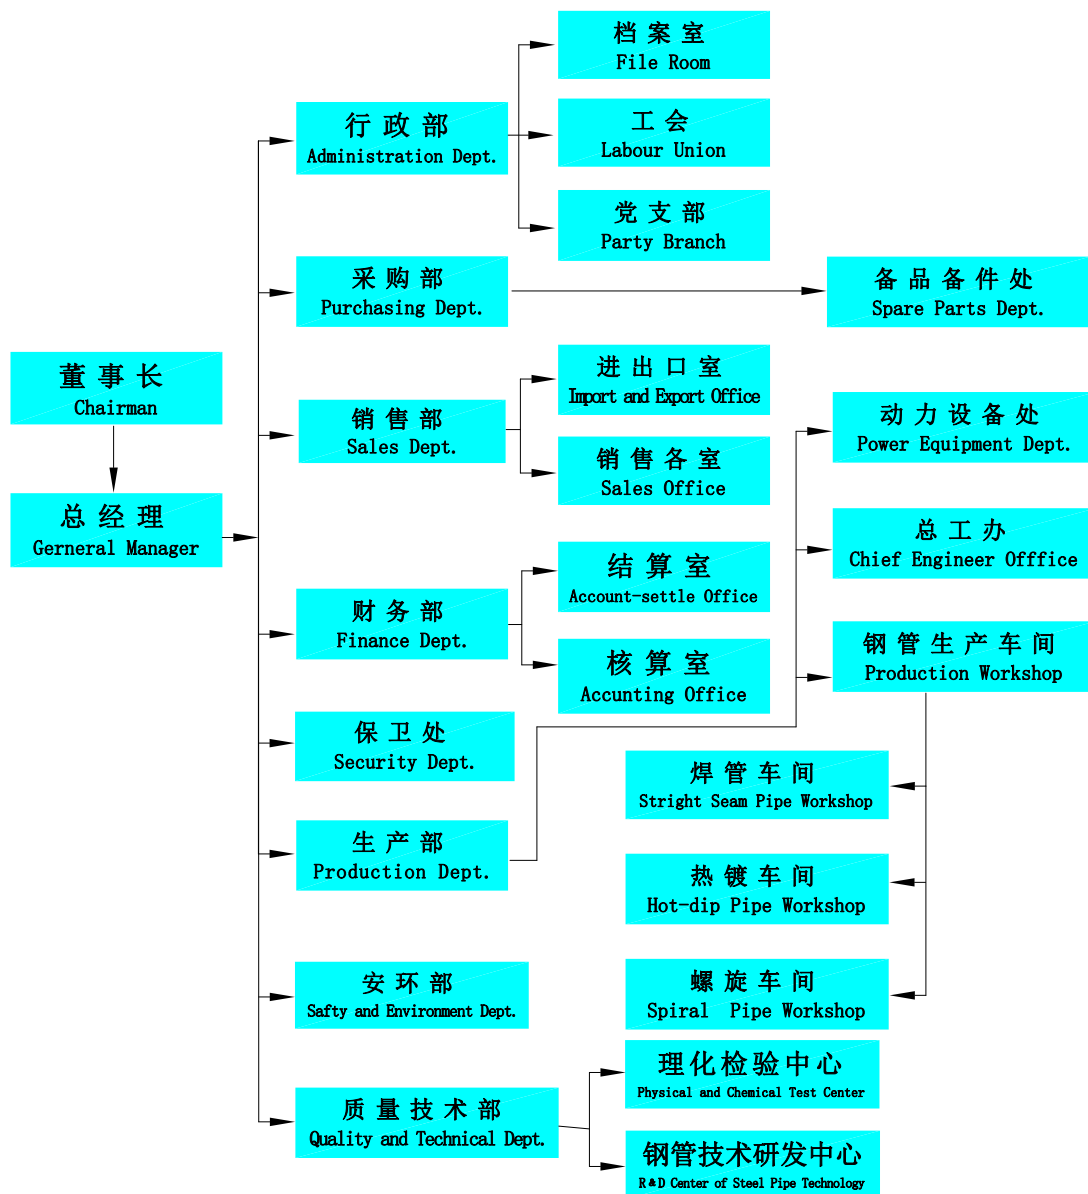 董事长
Chairman
总经理
Gerneral Manager
行政部
Administration Dept.
档案室
File Room
工会
Labour Union
党支部
Party Branch
采购部
Purchasing Dept.
备品备件处
Spare Parts Dept.
销售部
Sales Dept.
进出口室
Import and Export Office
销售各室
Sales Office
财务部
Finance Dept.
结算室
Account-settle Office
核算室
Accunting Office
保卫处
Security Dept.
生产部
Production Dept.
动力设备处
Power Equipment Dept.
总工办
Chief Engineer Offfice
钢管生产车间
Production Workshop
焊管车间
Stright Seam Pipe Workshop
热镀车间
Hot-dip Pipe Workshop
螺旋车间
Spiral Pipe Workshop
安环部
Safty and Environment Dept.
质量技术部
Quality and Technical Dept.
理化检验中心
Physical and Chemical Test Center
钢管技术研发中心
R&D Center of Steel Pipe Technology